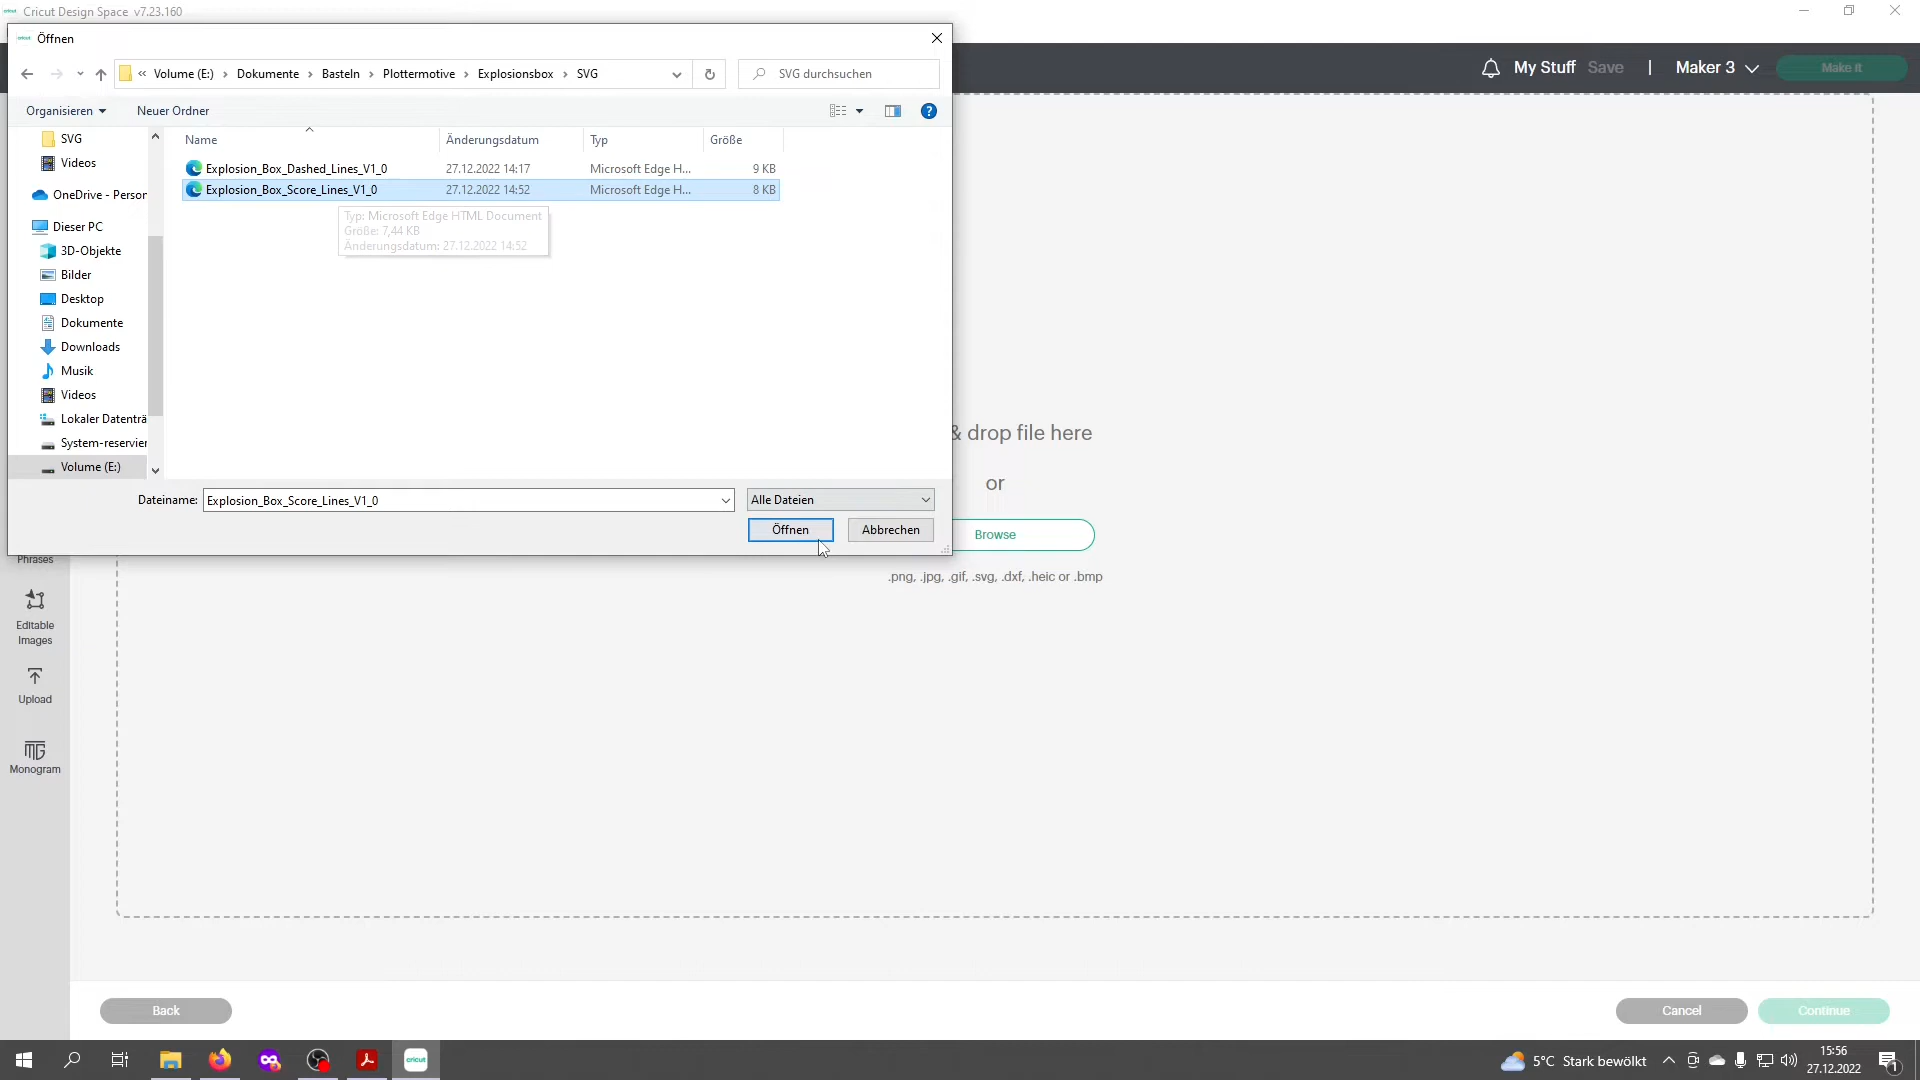 Cricut Design Space v7.23.160
Öffnen
« Volume (E:) › Dokumente › Basteln › Plottermotive › Explosionsbox › SVG
SVG durchsuchen
My Stuff Save | Maker 3
Make It
Organisieren
Neuer Ordner
Name Änderungsdatum Typ Größe
Explosion_Box_Dashed_Lines_V1_0 27.12.2022 14:17 Microsoft Edge H... 9 KB
Explosion_Box_Score_Lines_V1_0 27.12.2022 14:52 Microsoft Edge H... 8 KB
Typ: Microsoft Edge HTML Document
Größe: 7,44 KB
Änderungsdatum: 27.12.2022 14:52
SVG
Videos
OneDrive - Person
Dieser PC
3D-Objekte
Bilder
Desktop
Dokumente
Downloads
Musik
Videos
Lokaler Datenträ
System-reservier
Volume (E:)
Dateiname: Explosion_Box_Score_Lines_V1_0
Alle Dateien
Öffnen
Abbrechen
& drop file here
or
Browse
.png, .jpg, .gif, .svg, .dxf, .heic or .bmp
Phrases
Editable
Images
Upload
Monogram
Back
Cancel
Continue
cricut
5°C Stark bewölkt
15:56
27.12.2022
1